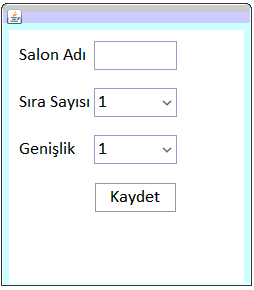 Salon Adı
Sıra Sayısı 1
Genişlik 1
Kaydet